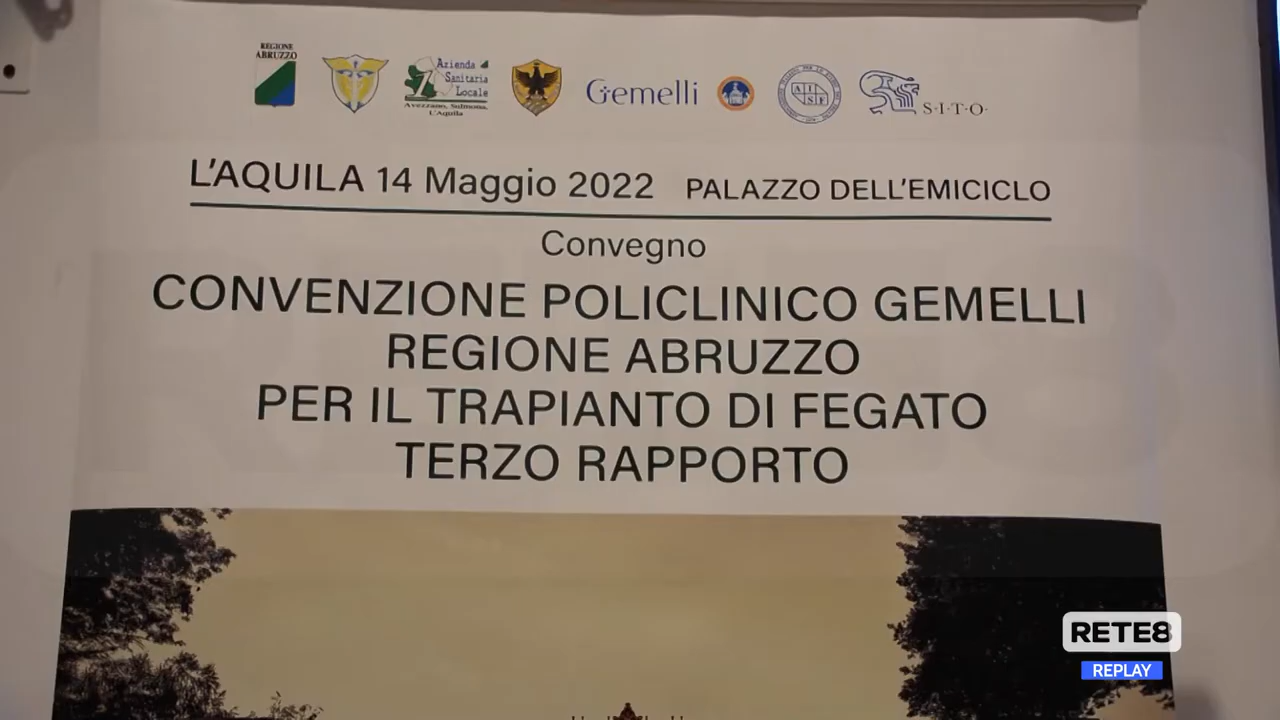 REGIONE
ABRUZZO
Azienda
Sanitaria
Locale
Avezzano, Sulmona,
L'Aquila
Gemelli
AISF
S·I·T·O·
L'AQUILA 14 Maggio 2022 PALAZZO DELL'EMICICLO
Convegno
CONVENZIONE POLICLINICO GEMELLI
REGIONE ABRUZZO
PER IL TRAPIANTO DI FEGATO
TERZO RAPPORTO
RETE8
REPLAY